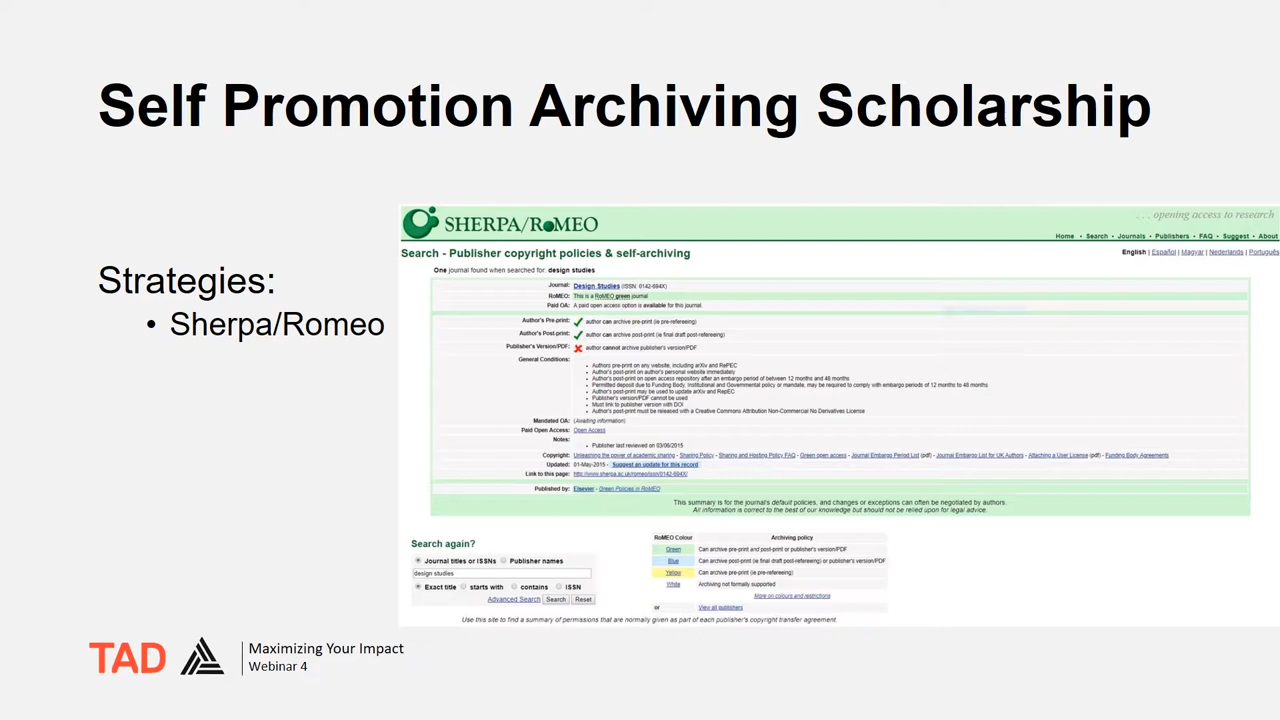 Self Promotion Archiving Scholarship
Strategies:
• Sherpa/Romeo
SHERPA/RoMEO
. . . opening access to research
Home • Search • Journals • Publishers • FAQ • Suggest • About
Search - Publisher copyright policies & self-archiving
English | Español | Magyar | Nederlands | Português
One journal found when searched for: design studies
Journal: Design Studies (ISSN: 0142-694X)
RoMEO: This is a RoMEO green journal
Paid OA: A paid open access option is available for this journal.
Author's Pre-print: author can archive pre-print (ie pre-refereeing)
Author's Post-print: author can archive post-print (ie final draft post-refereeing)
Publisher's Version/PDF: author cannot archive publisher's version/PDF
General Conditions:
• Authors pre-print on any website, including arXiv and RePEC
• Author's post-print on author's personal website immediately
• Author's post-print on open access repository after an embargo period of between 12 months and 48 months
• Permitted deposit due to Funding Body, Institutional and Governmental policy or mandate, may be required to comply with embargo periods of 12 months to 48 months
• Author's post-print may be used to update arXiv and RepEC
• Publisher's version/PDF cannot be used
• Must link to publisher version with DOI
• Author's post-print must be released with a Creative Commons Attribution Non-Commercial No Derivatives License
Mandated OA: (Awaiting information)
Paid Open Access: Open Access
Notes:
• Publisher last reviewed on 03/06/2015
Copyright: Unleashing the power of academic sharing - Sharing Policy - Sharing and Hosting Policy FAQ - Green open access - Journal Embargo Period List (pdf) - Journal Embargo List for UK Authors - Attaching a User License - Funding Body Agreements
Updated: 01-May-2015 - Suggest an update for this record
Link to this page: http://www.sherpa.ac.uk/romeo/issn/0142-694X/
Published by: Elsevier - Green Policies in RoMEO
This summary is for the journal's default policies, and changes or exceptions can often be negotiated by authors.
All information is correct to the best of our knowledge but should not be relied upon for legal advice.
Search again?
Journal titles or ISSNs Publisher names
design studies
Exact title starts with contains ISSN
Advanced Search Search Reset
RoMEO Colour Archiving policy
Green Can archive pre-print and post-print or publisher's version/PDF
Blue Can archive post-print (ie final draft post-refereeing) or publisher's version/PDF
Yellow Can archive pre-print (ie pre-refereeing)
White Archiving not formally supported
More on colours and restrictions
or View all publishers
Use this site to find a summary of permissions that are normally given as part of each publisher's copyright transfer agreement.
TAD
Maximizing Your Impact
Webinar 4